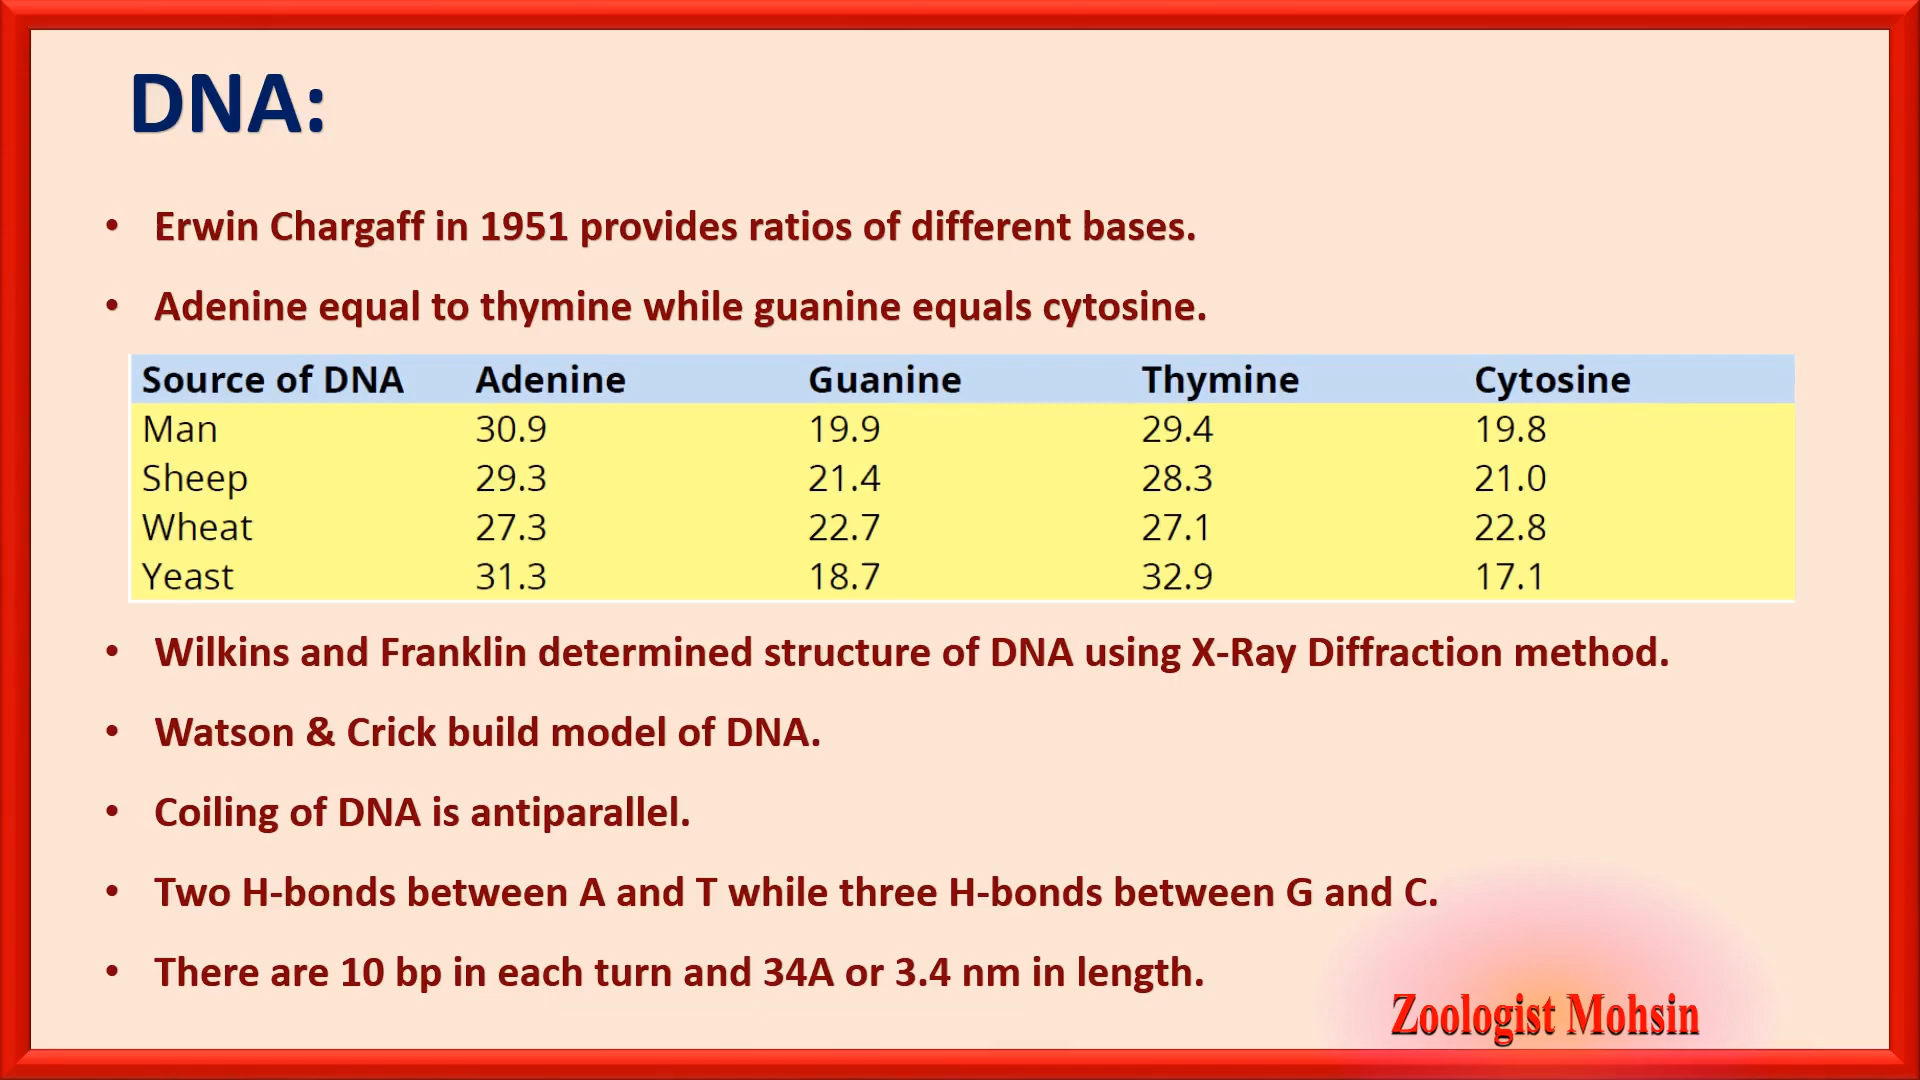 DNA:
• Erwin Chargaff in 1951 provides ratios of different bases.
• Adenine equal to thymine while guanine equals cytosine.
Source of DNA Adenine Guanine Thymine Cytosine
Man 30.9 19.9 29.4 19.8
Sheep 29.3 21.4 28.3 21.0
Wheat 27.3 22.7 27.1 22.8
Yeast 31.3 18.7 32.9 17.1
• Wilkins and Franklin determined structure of DNA using X-Ray Diffraction method.
• Watson & Crick build model of DNA.
• Coiling of DNA is antiparallel.
• Two H-bonds between A and T while three H-bonds between G and C.
• There are 10 bp in each turn and 34A or 3.4 nm in length.
Zoologist Mohsin